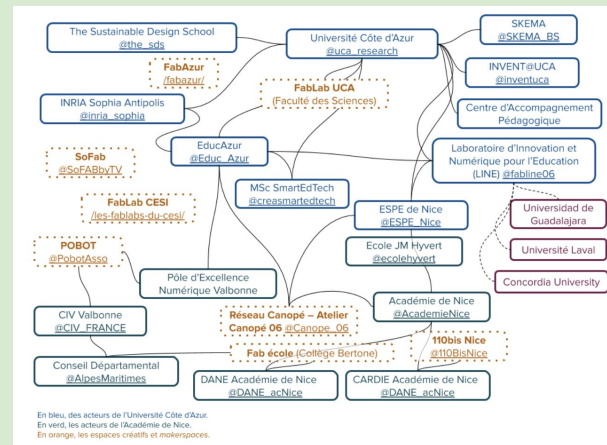 The Sustainable Design School
@the_sds
Université Côte d'Azur
@uca_research
SKEMA
@SKEMA_BS
FabAzur
/fabazur/
INVENT@UCA
@inventuca
FabLab UCA
(Faculté des Sciences)
INRIA Sophia Antipolis
@inria_sophia
Centre d'Accompagnement
Pédagogique
EducAzur
@Educ_Azur
Laboratoire d'Innovation et
Numérique pour l'Education
(LINE) @fabline06
SoFab
@SoFABbyTV
MSc SmartEdTech
@creasmartedtech
FabLab CESI
/les-fablabs-du-cesi/
ESPE de Nice
@ESPE_Nice
Universidad de
Guadalajara
POBOT
@PobotAsso
Ecole JM Hyvert
@ecolehyvert
Université Laval
Pôle d'Excellence
Numérique Valbonne
Concordia University
CIV Valbonne
@CIV_FRANCE
Réseau Canopé – Atelier
Canopé 06 @Canope_06
Académie de Nice
@AcademieNice
Fab école (Collège Bertone)
110bis Nice
@110BisNice
Conseil Départemental
@AlpesMaritimes
DANE Académie de Nice
@DANE_acNice
CARDIE Académie de Nice
@DANE_acNice
En bleu, des acteurs de l'Université Côte d'Azur.
En verd, les acteurs de l'Académie de Nice.
En orange, les espaces créatifs et makerspaces.